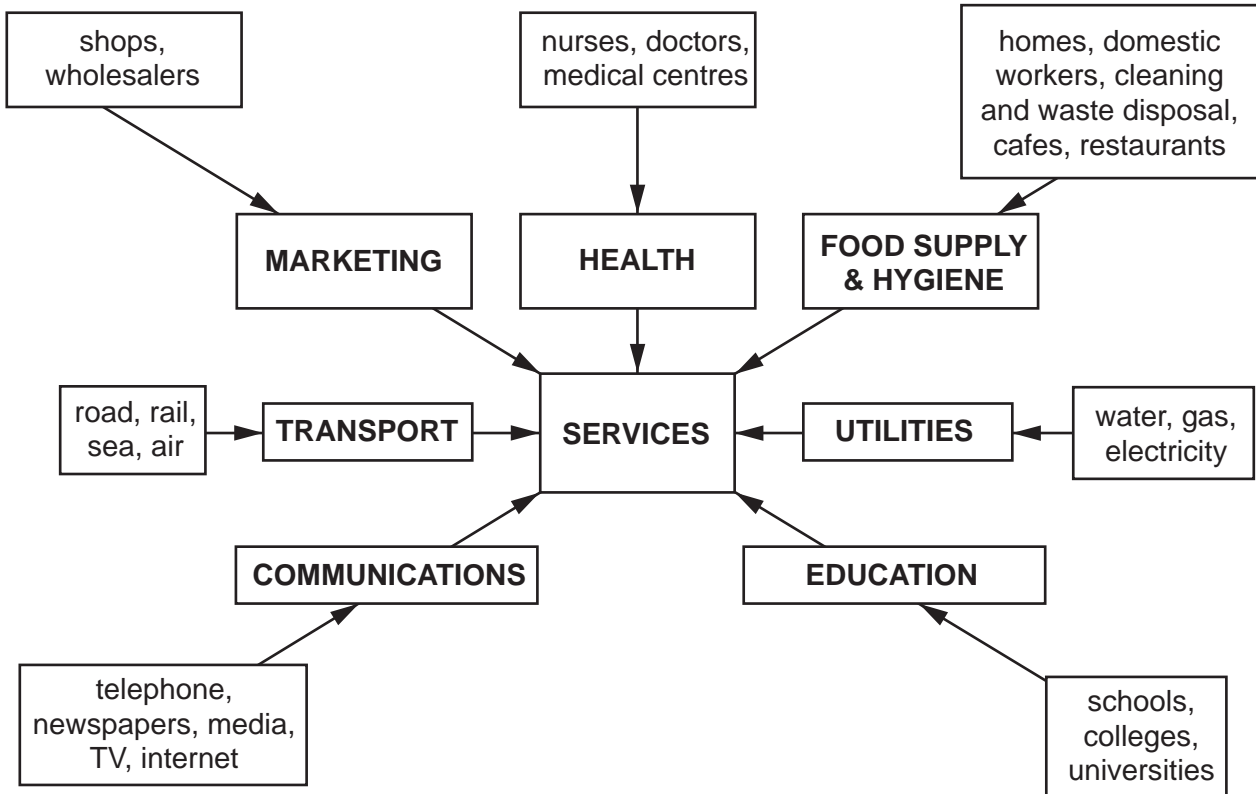 shops,
wholesalers
nurses, doctors,
medical centres
homes, domestic
workers, cleaning
and waste disposal,
cafes, restaurants
MARKETING
HEALTH
FOOD SUPPLY
& HYGIENE
road, rail,
sea, air
TRANSPORT
SERVICES
UTILITIES
water, gas,
electricity
COMMUNICATIONS
EDUCATION
telephone,
newspapers, media,
TV, internet
schools,
colleges,
universities